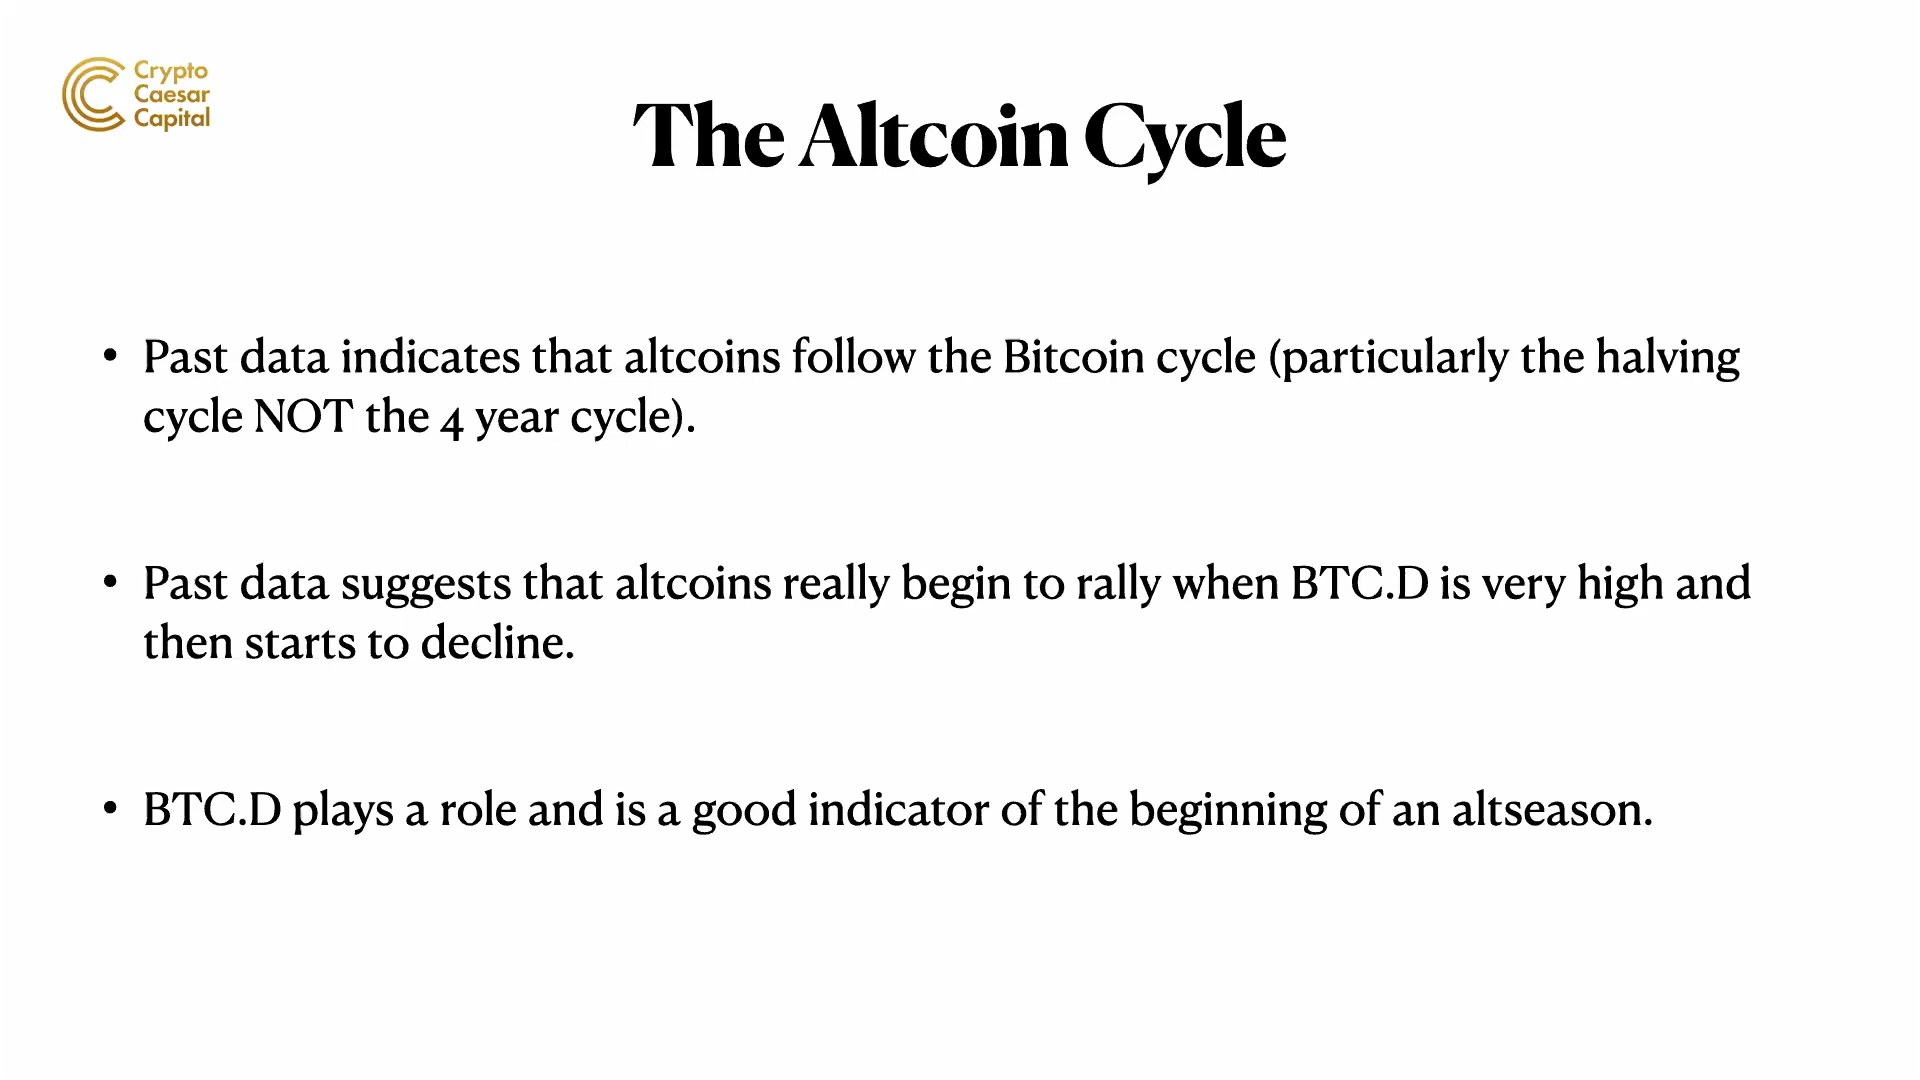 Crypto
Caesar
Capital
The Altcoin Cycle
• Past data indicates that altcoins follow the Bitcoin cycle (particularly the halving
cycle NOT the 4 year cycle).
• Past data suggests that altcoins really begin to rally when BTC.D is very high and
then starts to decline.
• BTC.D plays a role and is a good indicator of the beginning of an altseason.